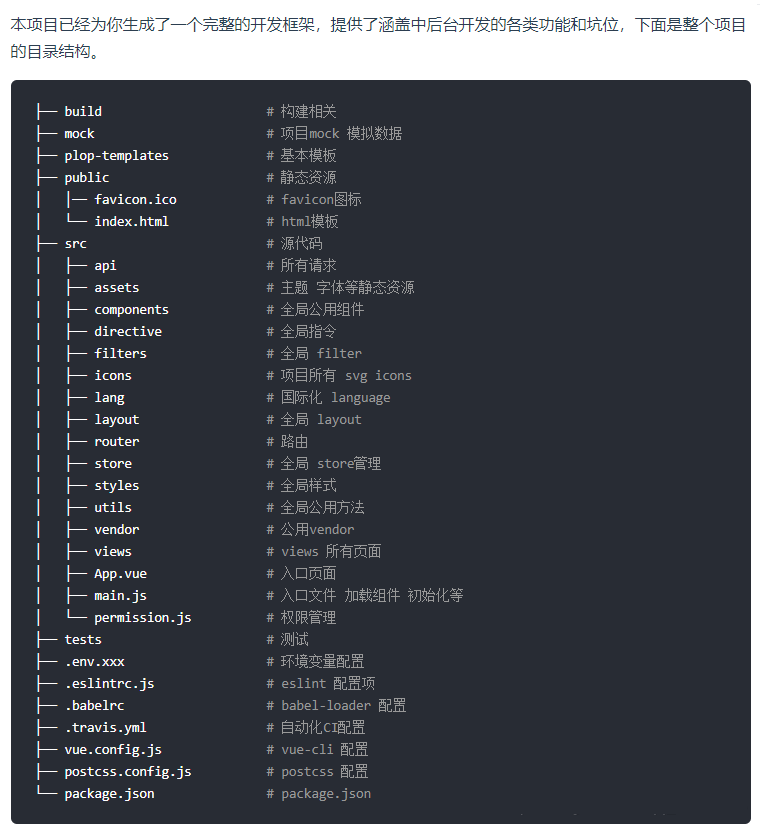 本项目已经为你生成了一个完整的开发框架，提供了涵盖中后台开发的各类功能和坑位，下面是整个项目
的目录结构。
├── build                      # 构建相关
├── mock                       # 项目mock 模拟数据
├── plop-templates             # 基本模板
├── public                     # 静态资源
│   │── favicon.ico            # favicon图标
│   └── index.html             # html模板
├── src                        # 源代码
│   ├── api                    # 所有请求
│   ├── assets                 # 主题 字体等静态资源
│   ├── components             # 全局公用组件
│   ├── directive              # 全局指令
│   ├── filters                # 全局 filter
│   ├── icons                  # 项目所有 svg icons
│   ├── lang                   # 国际化 language
│   ├── layout                 # 全局 layout
│   ├── router                 # 路由
│   ├── store                  # 全局 store管理
│   ├── styles                 # 全局样式
│   ├── utils                  # 全局公用方法
│   ├── vendor                 # 公用vendor
│   ├── views                  # views 所有页面
│   ├── App.vue                # 入口页面
│   ├── main.js                # 入口文件 加载组件 初始化等
│   └── permission.js          # 权限管理
├── tests                      # 测试
├── .env.xxx                   # 环境变量配置
├── .eslintrc.js               # eslint 配置项
├── .babelrc                   # babel-loader 配置
├── .travis.yml                # 自动化CI配置
├── vue.config.js              # vue-cli 配置
├── postcss.config.js          # postcss 配置
└── package.json               # package.json